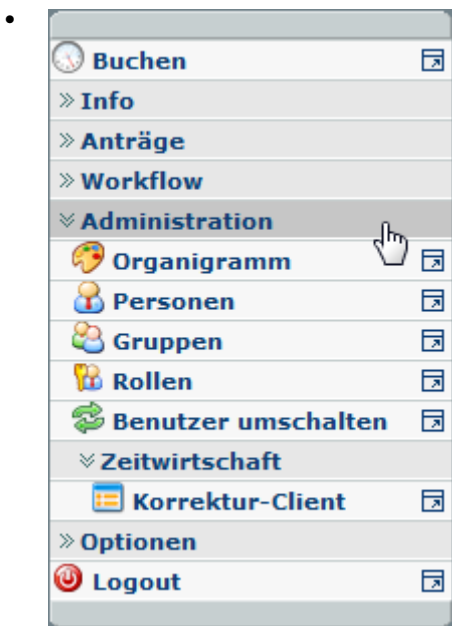 Buchen
Info
Anträge
Workflow
Administration
Organigramm
Personen
Gruppen
Rollen
Benutzer umschalten
Zeitwirtschaft
Korrektur-Client
Optionen
Logout